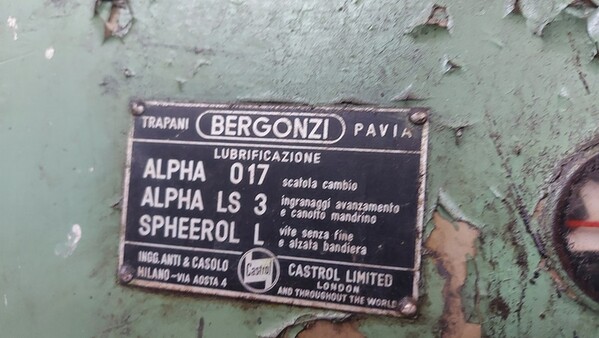 TRAPANI BERGONZI PAVIA
LUBRIFICAZIONE
ALPHA 017 scatola cambio
ALPHA LS 3 ingranaggi avanzamento
e canotto mandrino
SPHEEROL L vite senza fine
e alzata bandiera
INGG. ANTI & CASOLO
MILANO-VIA AOSTA 4
Castrol
CASTROL LIMITED
LONDON
AND THROUGHOUT THE WORLD